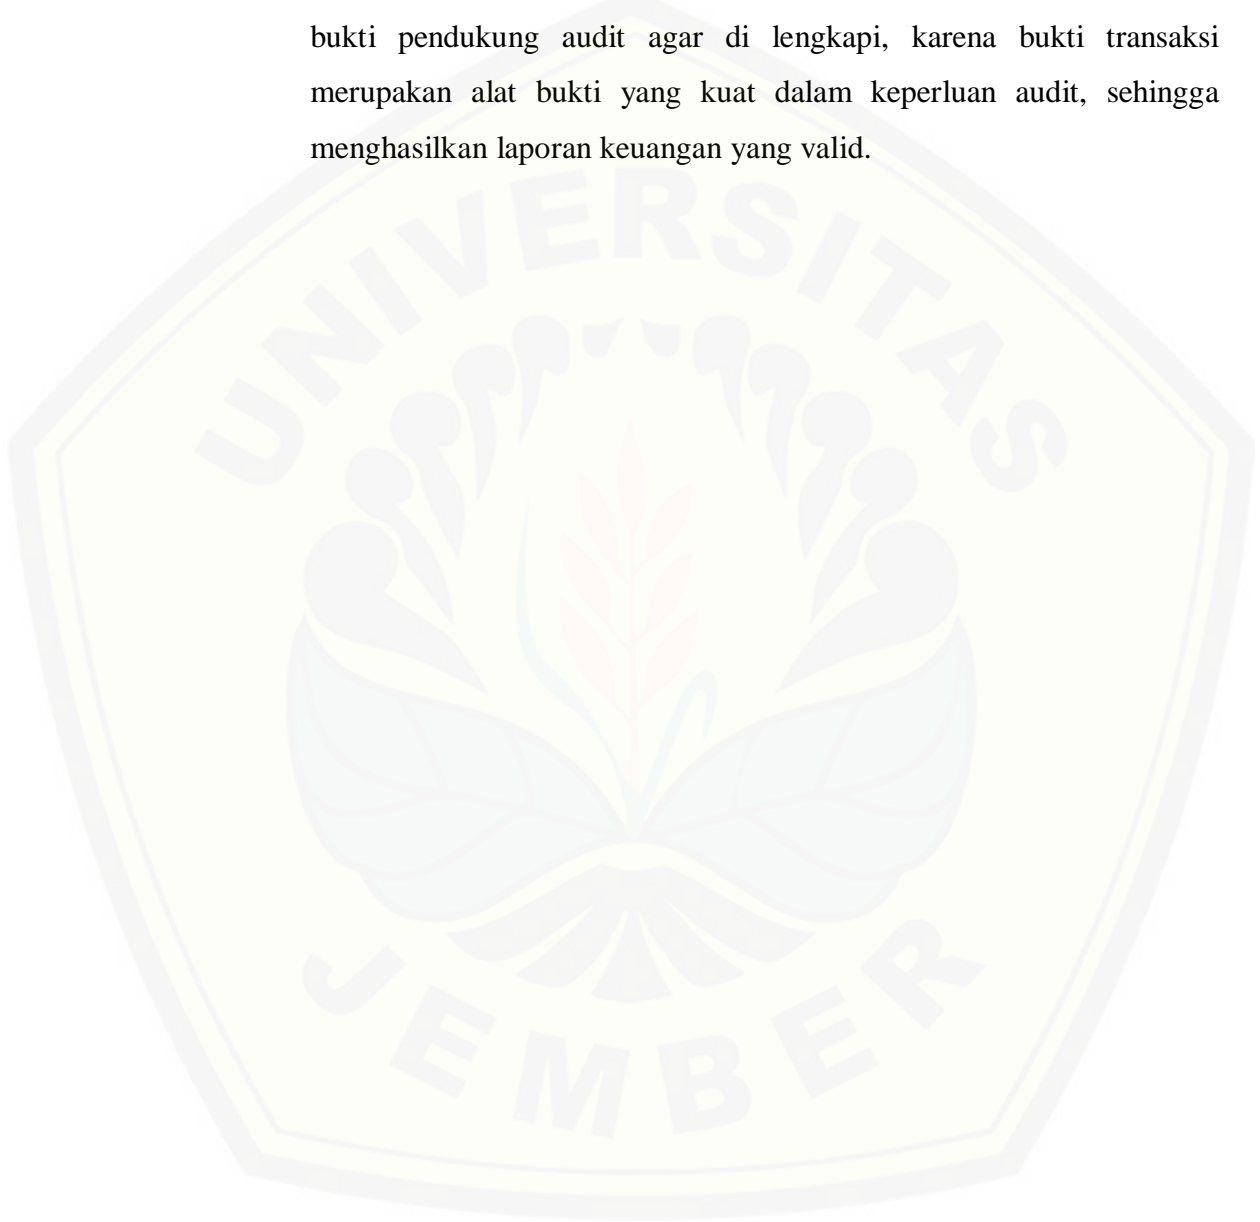 bukti pendukung audit agar di lengkapi, karena bukti transaksi
merupakan alat bukti yang kuat dalam keperluan audit, sehingga
menghasilkan laporan keuangan yang valid.
UNIVERSITAS
JEMBER